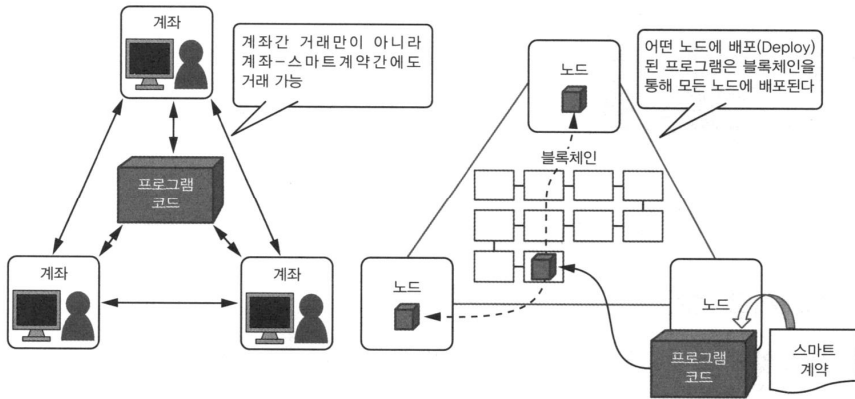 계좌
계좌간 거래만이 아니라
계좌-스마트계약간에도
거래 가능
프로그램
코드
계좌
계좌
어떤 노드에 배포(Deploy)
된 프로그램은 블록체인을
통해 모든 노드에 배포된다
노드
블록체인
노드
노드
프로그램
코드
스마트
계약